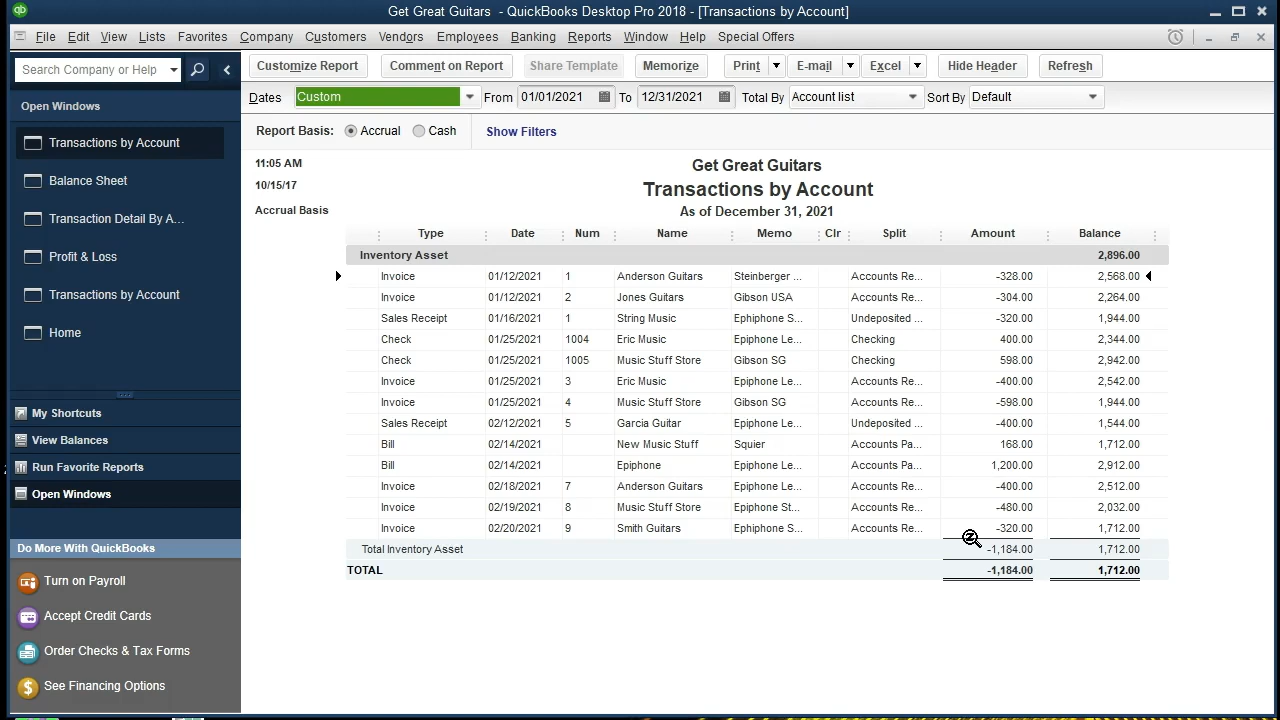 Get Great Guitars - QuickBooks Desktop Pro 2018 - [Transactions by Account]
File Edit View Lists Favorites Company Customers Vendors Employees Banking Reports Window Help Special Offers
Search Company or Help
Customize Report Comment on Report Share Template Memorize Print E-mail Excel Hide Header Refresh
Open Windows
Dates Custom From 01/01/2021 To 12/31/2021 Total By Account list Sort By Default
Report Basis: Accrual Cash Show Filters
Transactions by Account
Balance Sheet
Transaction Detail By A...
Profit & Loss
Transactions by Account
Home
My Shortcuts
View Balances
Run Favorite Reports
Open Windows
Do More With QuickBooks
Turn on Payroll
Accept Credit Cards
Order Checks & Tax Forms
See Financing Options
11:05 AM
10/15/17
Accrual Basis
Get Great Guitars
Transactions by Account
As of December 31, 2021
Type Date Num Name Memo Clr Split Amount Balance
Inventory Asset 2,896.00
Invoice 01/12/2021 1 Anderson Guitars Steinberger ... Accounts Re... -328.00 2,568.00
Invoice 01/12/2021 2 Jones Guitars Gibson USA Accounts Re... -304.00 2,264.00
Sales Receipt 01/16/2021 1 String Music Ephiphone S... Undeposited ... -320.00 1,944.00
Check 01/25/2021 1004 Eric Music Epiphone Le... Checking 400.00 2,344.00
Check 01/25/2021 1005 Music Stuff Store Gibson SG Checking 598.00 2,942.00
Invoice 01/25/2021 3 Eric Music Epiphone Le... Accounts Re... -400.00 2,542.00
Invoice 01/25/2021 4 Music Stuff Store Gibson SG Accounts Re... -598.00 1,944.00
Sales Receipt 02/12/2021 5 Garcia Guitar Epiphone Le... Undeposited ... -400.00 1,544.00
Bill 02/14/2021 New Music Stuff Squier Accounts Pa... 168.00 1,712.00
Bill 02/14/2021 Epiphone Epiphone Le... Accounts Pa... 1,200.00 2,912.00
Invoice 02/18/2021 7 Anderson Guitars Epiphone Le... Accounts Re... -400.00 2,512.00
Invoice 02/19/2021 8 Music Stuff Store Epiphone St... Accounts Re... -480.00 2,032.00
Invoice 02/20/2021 9 Smith Guitars Ephiphone S... Accounts Re... -320.00 1,712.00
Total Inventory Asset -1,184.00 1,712.00
TOTAL -1,184.00 1,712.00